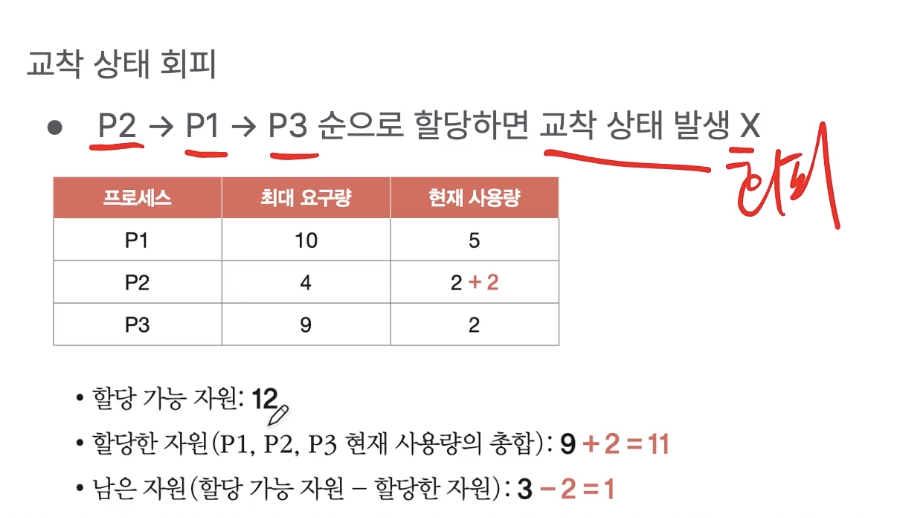 교착 상태 회피
● P2 → P1 → P3 순으로 할당하면 교착 상태 발생 X
회피
프로세스 최대 요구량 현재 사용량
P1 10 5
P2 4 2 + 2
P3 9 2
• 할당 가능 자원: 12
• 할당한 자원(P1, P2, P3 현재 사용량의 총합): 9 + 2 = 11
• 남은 자원(할당 가능 자원 – 할당한 자원): 3 – 2 = 1